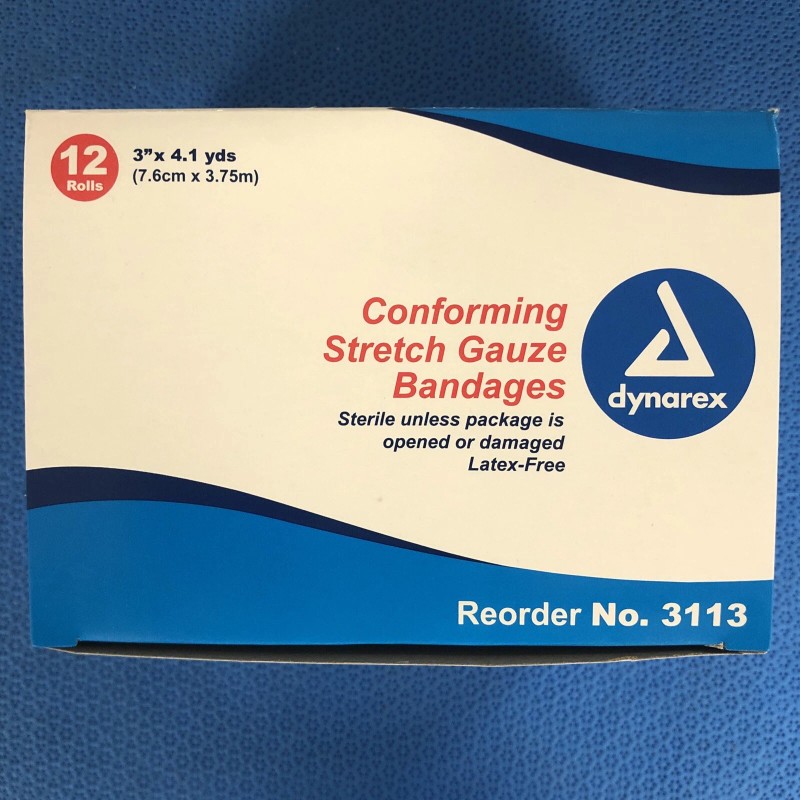 12
Rolls
3”x 4.1 yds
(7.6cm x 3.75m)
Conforming
Stretch Gauze
Bandages
Sterile unless package is
opened or damaged
Latex-Free
dynarex
Reorder No. 3113